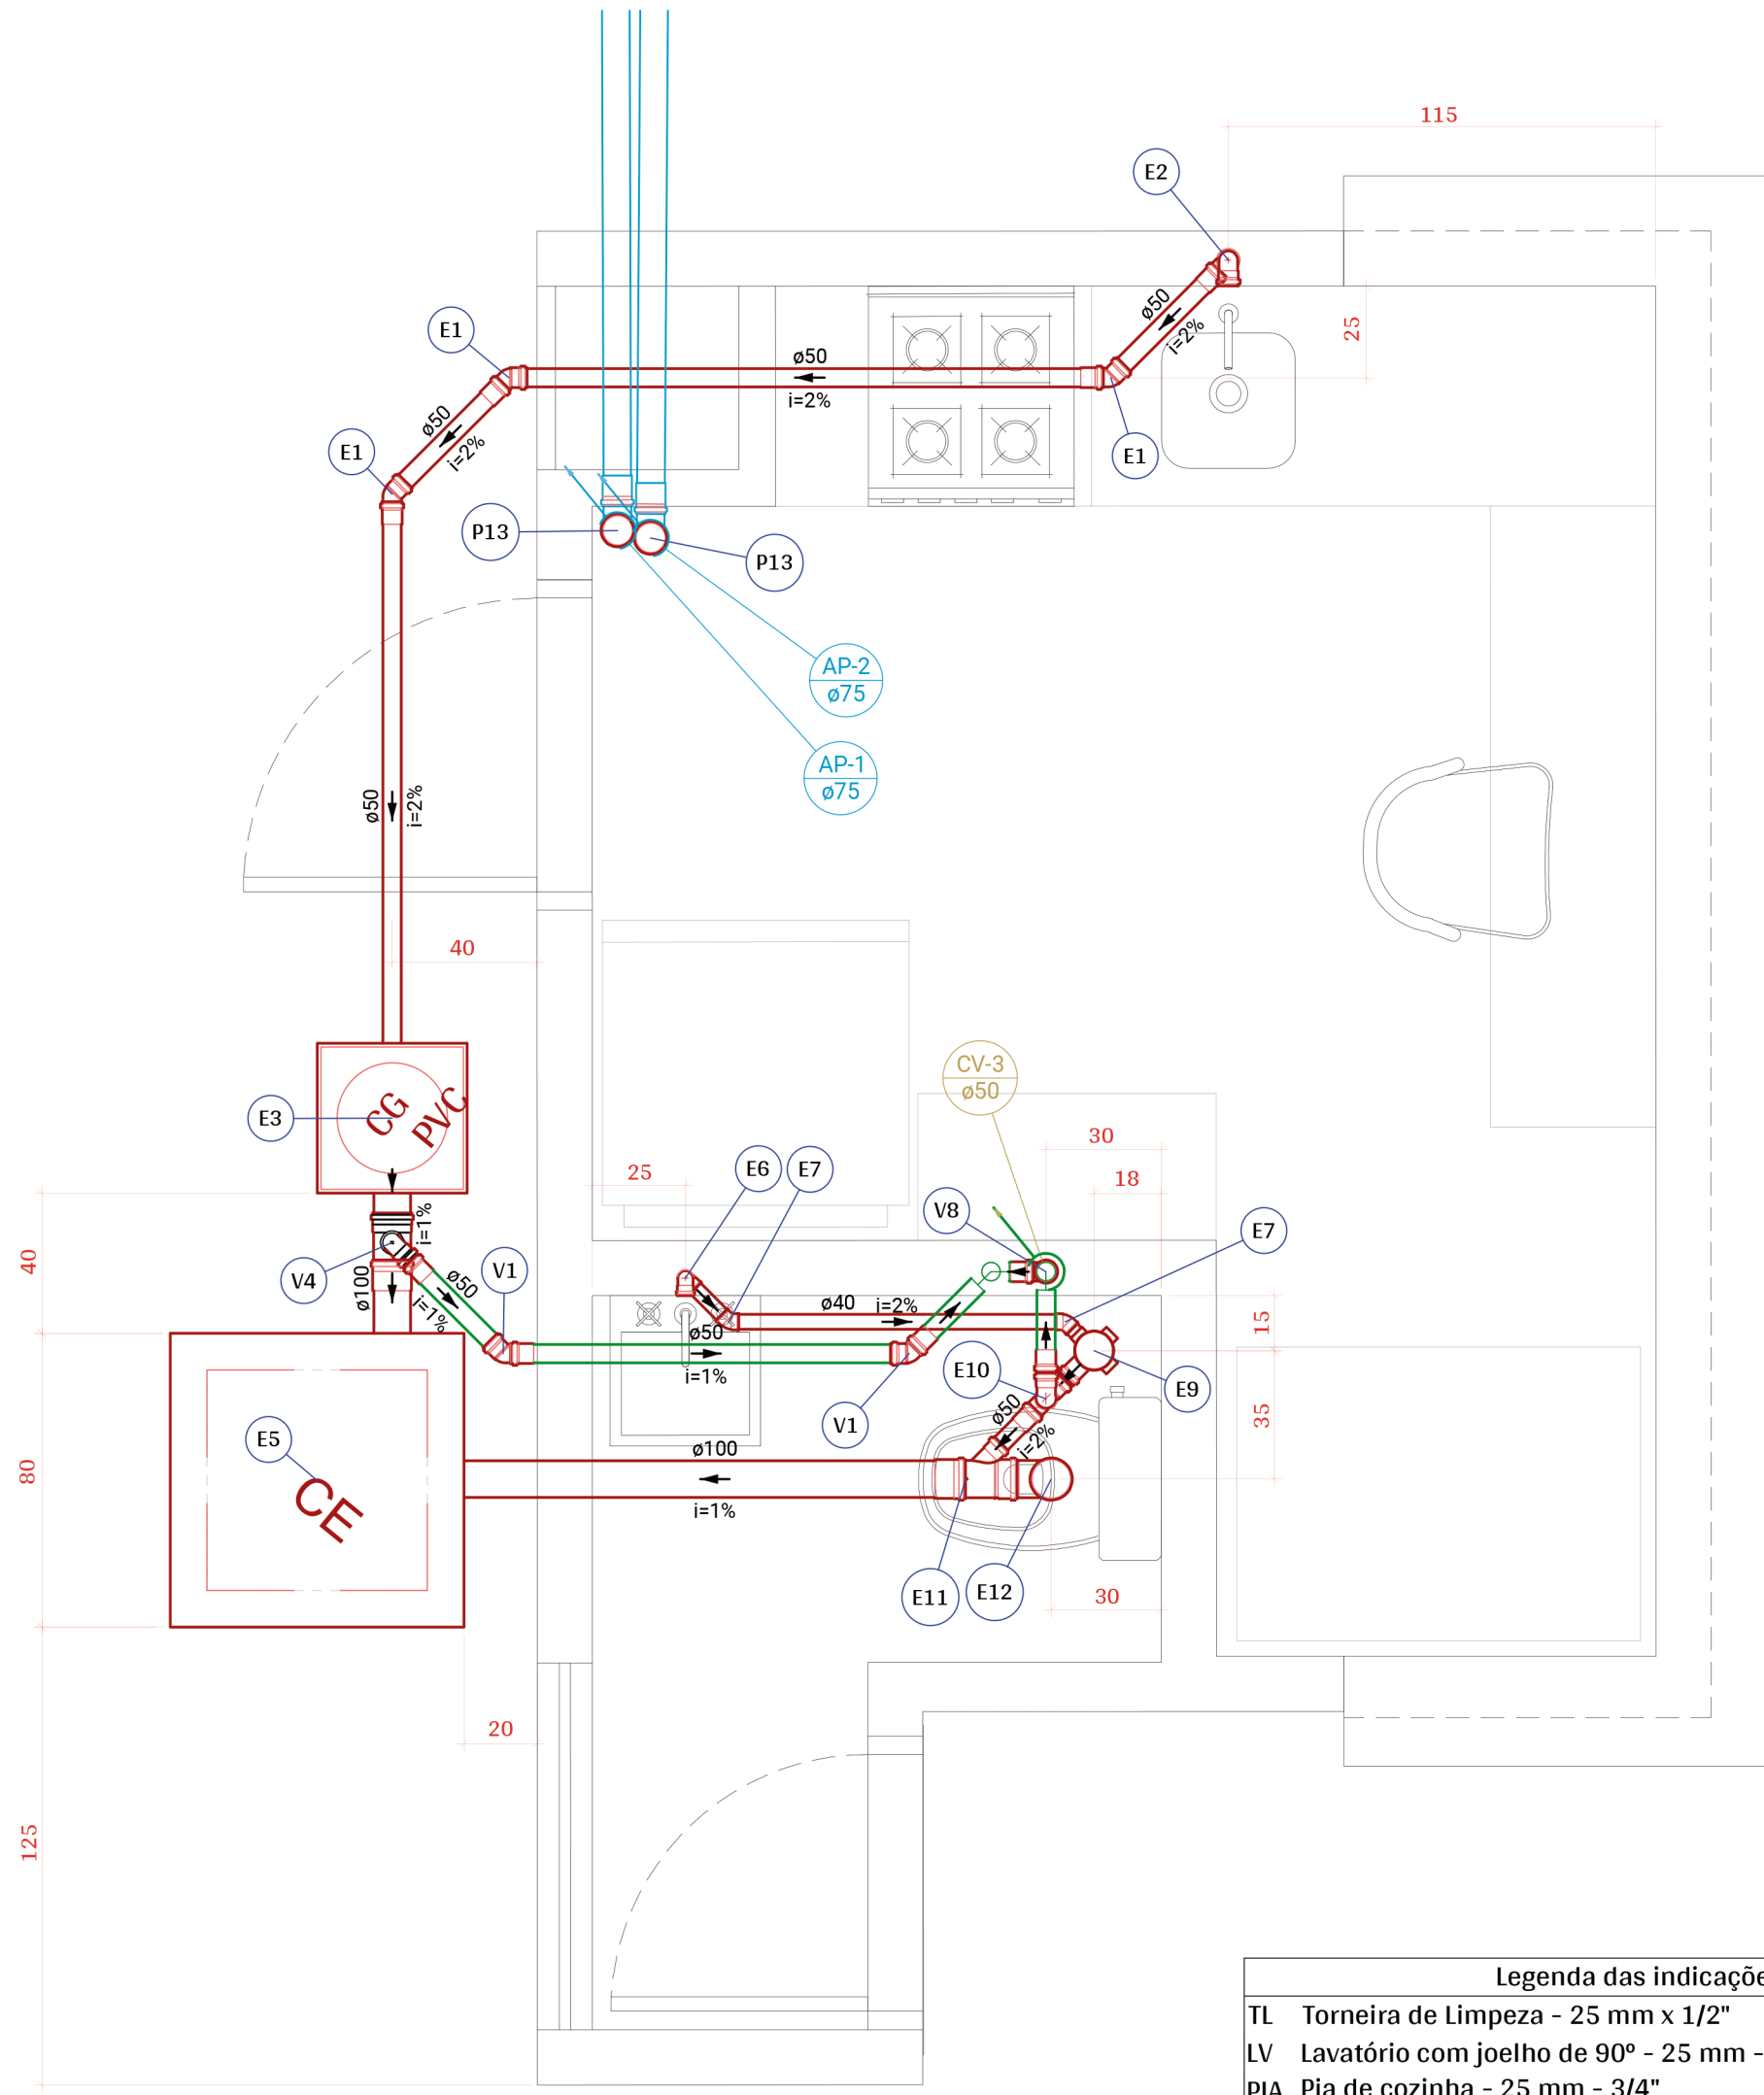 115
E2
25
ø50
i=2%
E1
ø50
i=2%
E1
E1
ø50
i=2%
P13
P13
AP-2
ø75
AP-1
ø75
ø50
i=2%
40
E3
CG
PVC
CV-3
ø50
30
18
25
E6
E7
V8
E7
i=1%
40
V4
ø100
ø50
i=1%
V1
ø40
i=2%
ø50
i=1%
15
E10
E9
V1
ø50
i=2%
35
E5
CE
80
ø100
i=1%
E11
E12
30
20
125
Legenda das
TL Torneira de Limpeza - 25 mm x 1/2"
LV Lavatório com joelho de 90º - 25 mm -
PIA Pia de cozinha - 25 mm - 3/4"